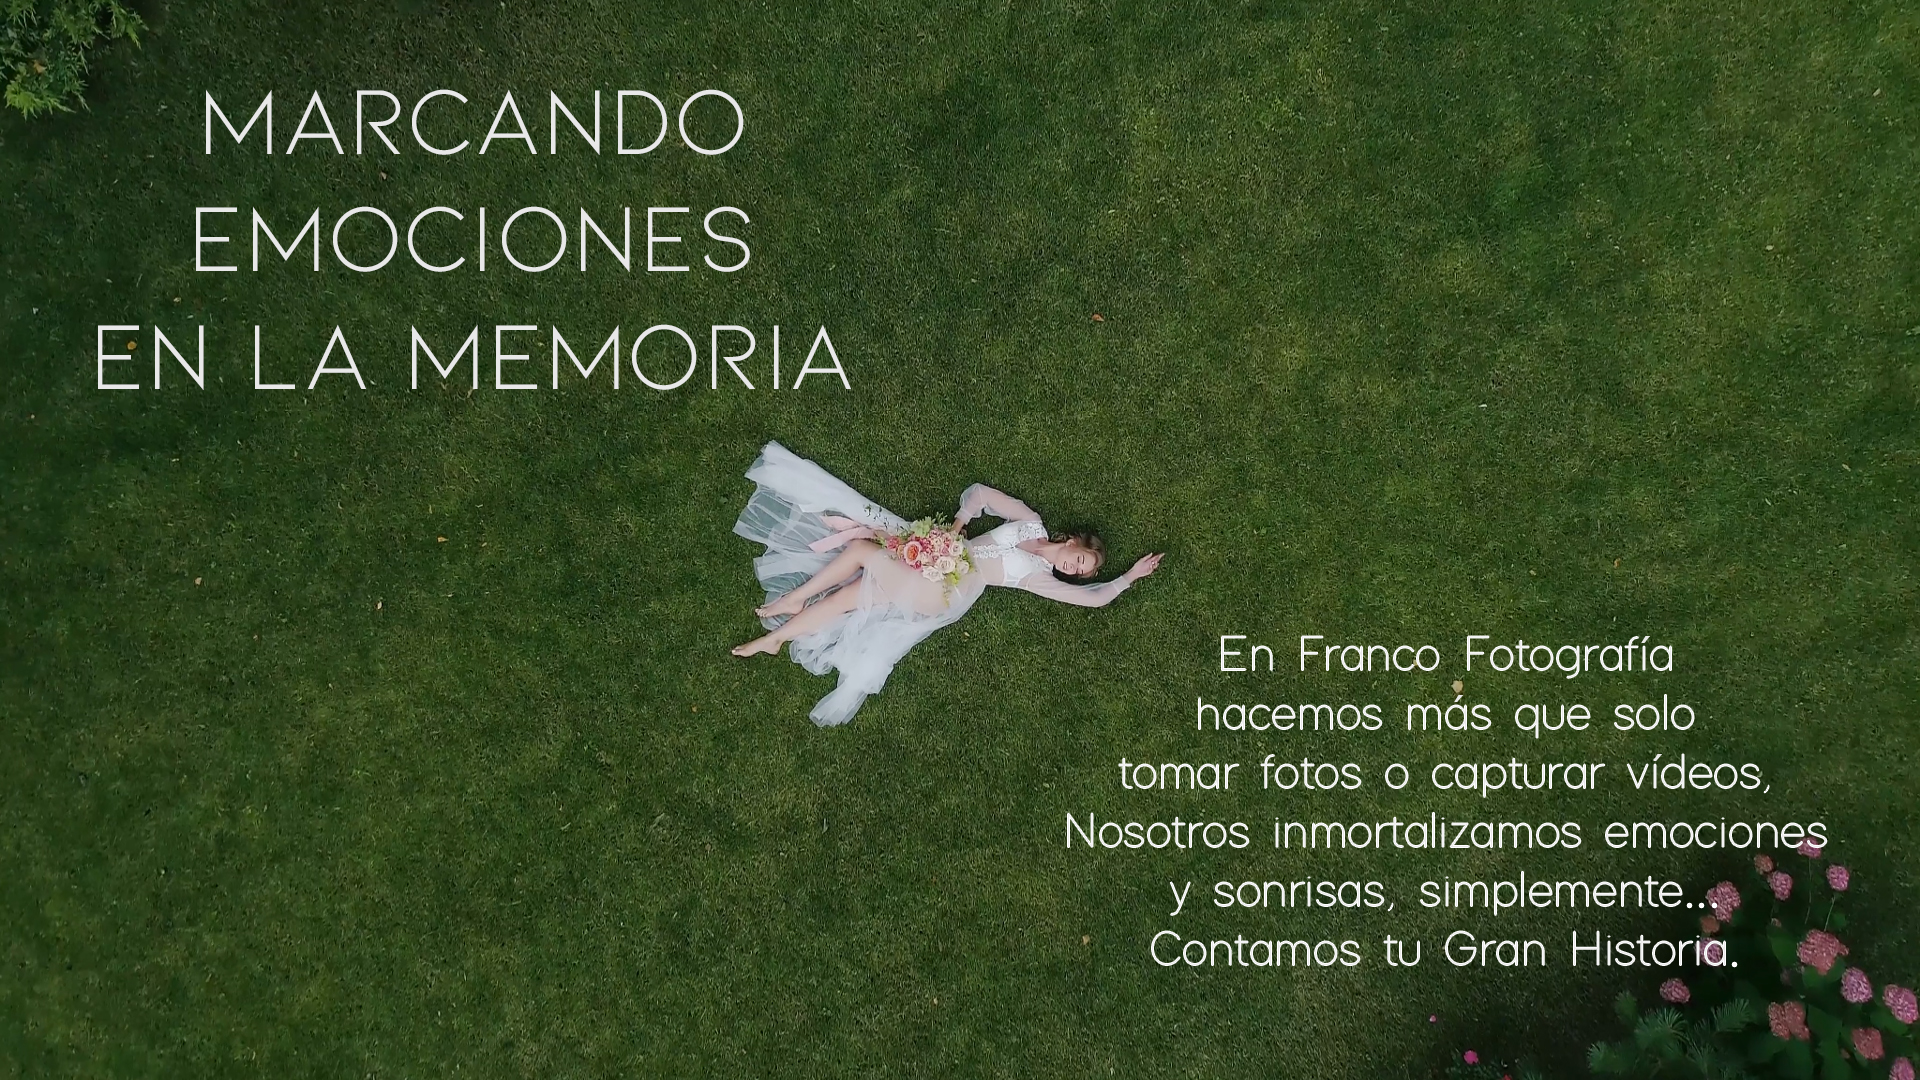 MARCANDO
EMOCIONES
EN LA MEMORIA
En Franco Fotografía
hacemos más que solo
tomar fotos o capturar vídeos,
Nosotros inmortalizamos emociones
y sonrisas, simplemente...
Contamos tu Gran Historia.